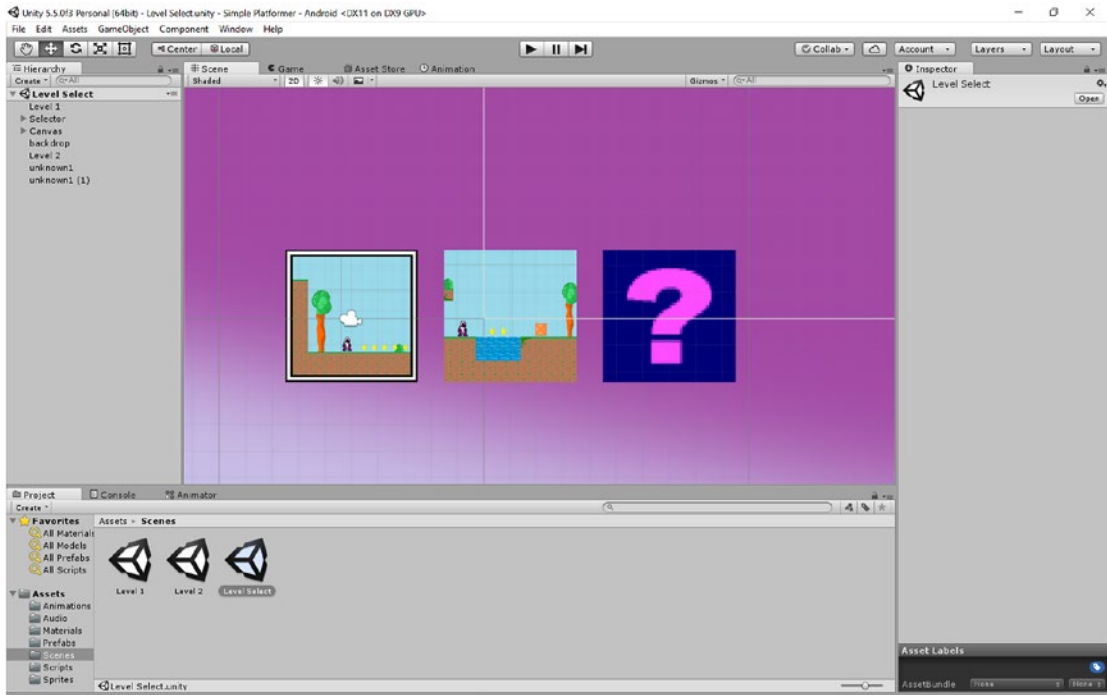 Unity 5.5.0f3 Personal (64bit) - Level Select.unity - Simple Platformer - Android <DX11 on DX9 GPU>
File Edit Assets GameObject Component Window Help
Center Local Collab Account Layers Layout
Hierarchy Scene Game Asset Store Animation Inspector
Create All Shaded 2D Gizmos All
Level Select
Level Select
Open
Level 1
Selector
Canvas
backdrop
Level 2
unknown1
unknown1 (1)
?
Project Console Animator
Create
Favorites Assets Scenes
All Materials
All Models
All Prefabs
All Scripts
Level 1 Level 2 Level Select
Assets
Animations
Audio
Materials
Prefabs
Scenes
Scripts
Sprites
Level Select.unity
Asset Labels
AssetBundle None None